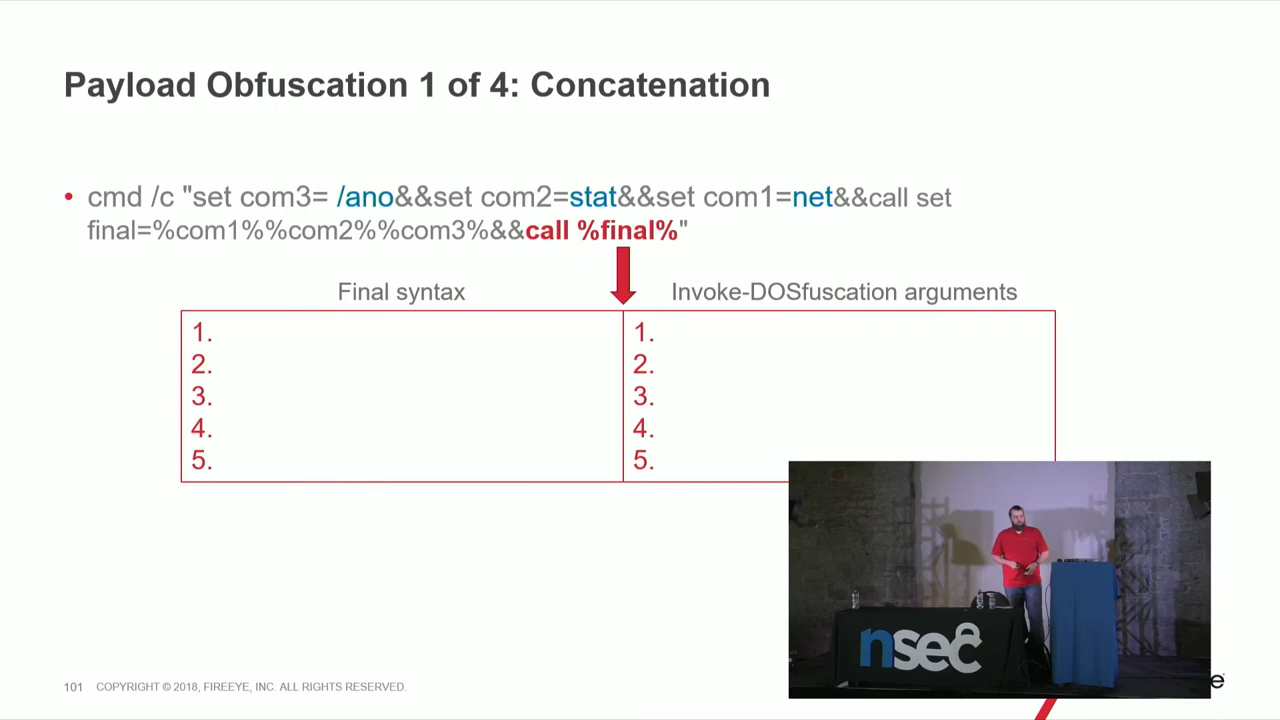 Payload Obfuscation 1 of 4: Concatenation
• cmd /c "set com3= /ano&&set com2=stat&&set com1=net&&call set
final=%com1%%com2%%com3%&&call %final%"
Final syntax
Invoke-DOSfuscation arguments
1.
2.
3.
4.
5.
1.
2.
3.
4.
5.
nsec
101 COPYRIGHT © 2018, FIREEYE, INC. ALL RIGHTS RESERVED.